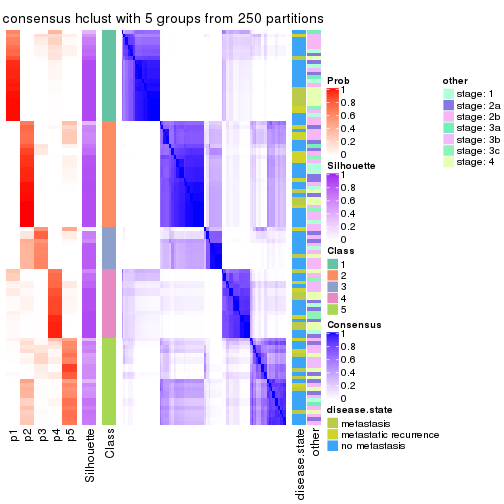 consensus hclust with 5 groups from 250 partitions
p1
p2
p3
p4
p5
Silhouette
Class
disease.state
other
Prob
1
0.8
0.6
0.4
0.2
0
Silhouette
1
0.8
0.6
0.4
0.2
0
Class
1
2
3
4
5
Consensus
1
0.8
0.6
0.4
0.2
0
disease.state
metastasis
metastatic recurrence
no metastasis
other
stage: 1
stage: 2a
stage: 2b
stage: 3a
stage: 3b
stage: 3c
stage: 4